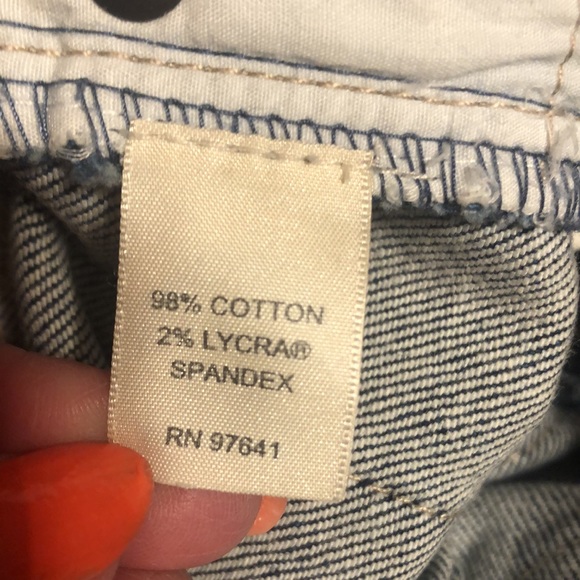 98% COTTON
2% LYCRA®
SPANDEX
RN 97641